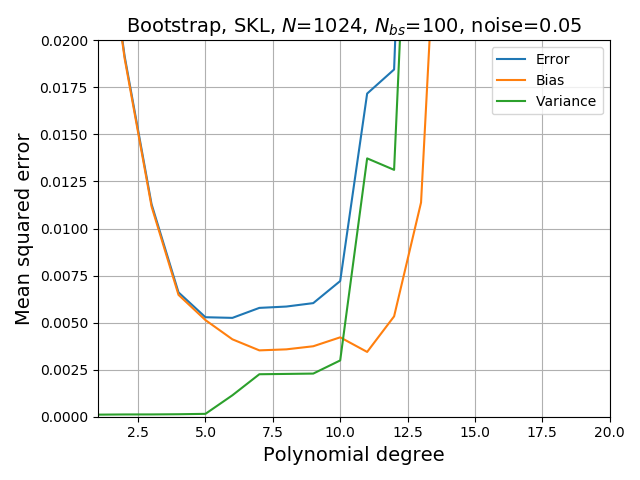 Bootstrap, SKL, N=1024, N_bs=100, noise=0.05
0.0200
0.0175
0.0150
0.0125
0.0100
0.0075
0.0050
0.0025
0.0000
Mean squared error
Error
Bias
Variance
2.5 5.0 7.5 10.0 12.5 15.0 17.5 20.0
Polynomial degree